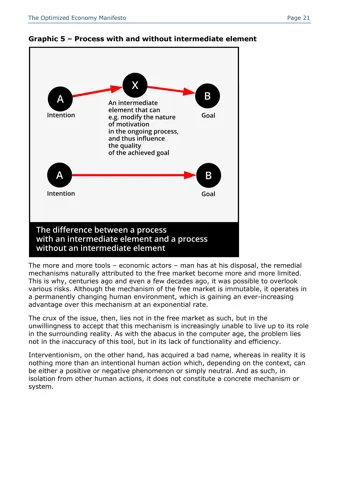 The Optimized Economy Manifesto Page 21
Graphic 5 – Process with and without intermediate element
X
A
B
Intention
An intermediate
element that can
e.g. modify the nature
of motivation
in the ongoing process,
and thus influence
the quality
of the achieved goal
Goal
A
B
Intention
Goal
The difference between a process
with an intermediate element and a process
without an intermediate element
The more and more tools – economic actors – man has at his disposal, the remedial
mechanisms naturally attributed to the free market become more and more limited.
This is why, centuries ago and even a few decades ago, it was possible to overlook
various risks. Although the mechanism of the free market is immutable, it operates in
a permanently changing human environment, which is gaining an ever-increasing
advantage over this mechanism at an exponential rate.
The crux of the issue, then, lies not in the free market as such, but in the
unwillingness to accept that this mechanism is increasingly unable to live up to its role
in the surrounding reality. As with the abacus in the computer age, the problem lies
not in the inaccuracy of this tool, but in its lack of functionality and efficiency.
Interventionism, on the other hand, has acquired a bad name, whereas in reality it is
nothing more than an intentional human action which, depending on the context, can
be either a positive or negative phenomenon or simply neutral. And as such, in
isolation from other human actions, it does not constitute a concrete mechanism or
system.